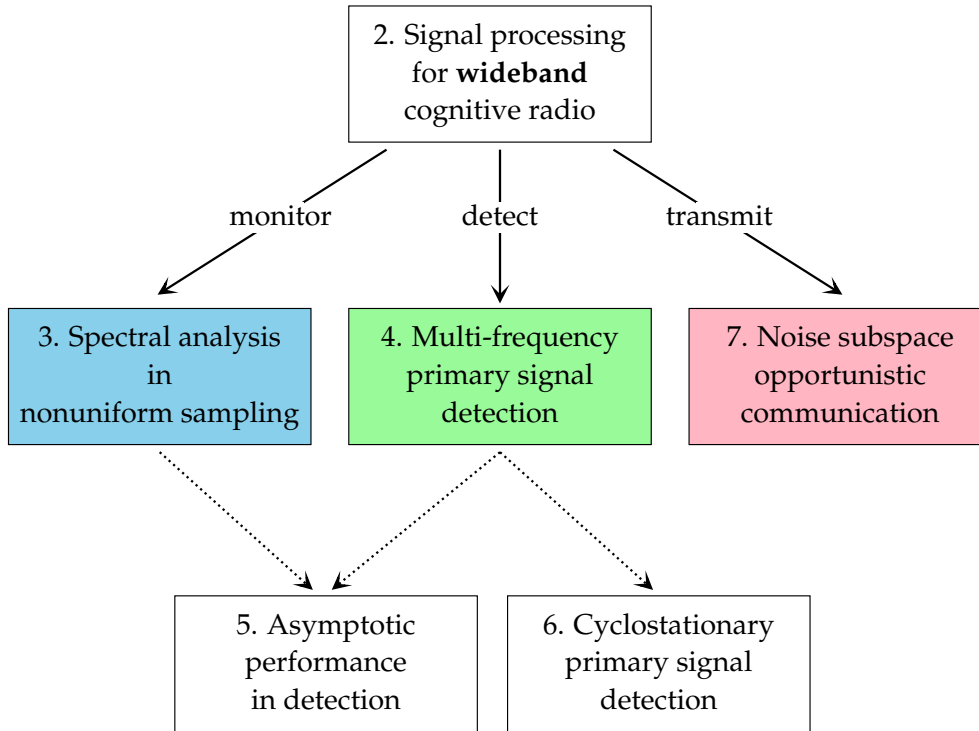 2. Signal processing
for wideband
cognitive radio
monitor
detect
transmit
3. Spectral analysis
in
nonuniform sampling
4. Multi-frequency
primary signal
detection
7. Noise subspace
opportunistic
communication
5. Asymptotic
performance
in detection
6. Cyclostationary
primary signal
detection